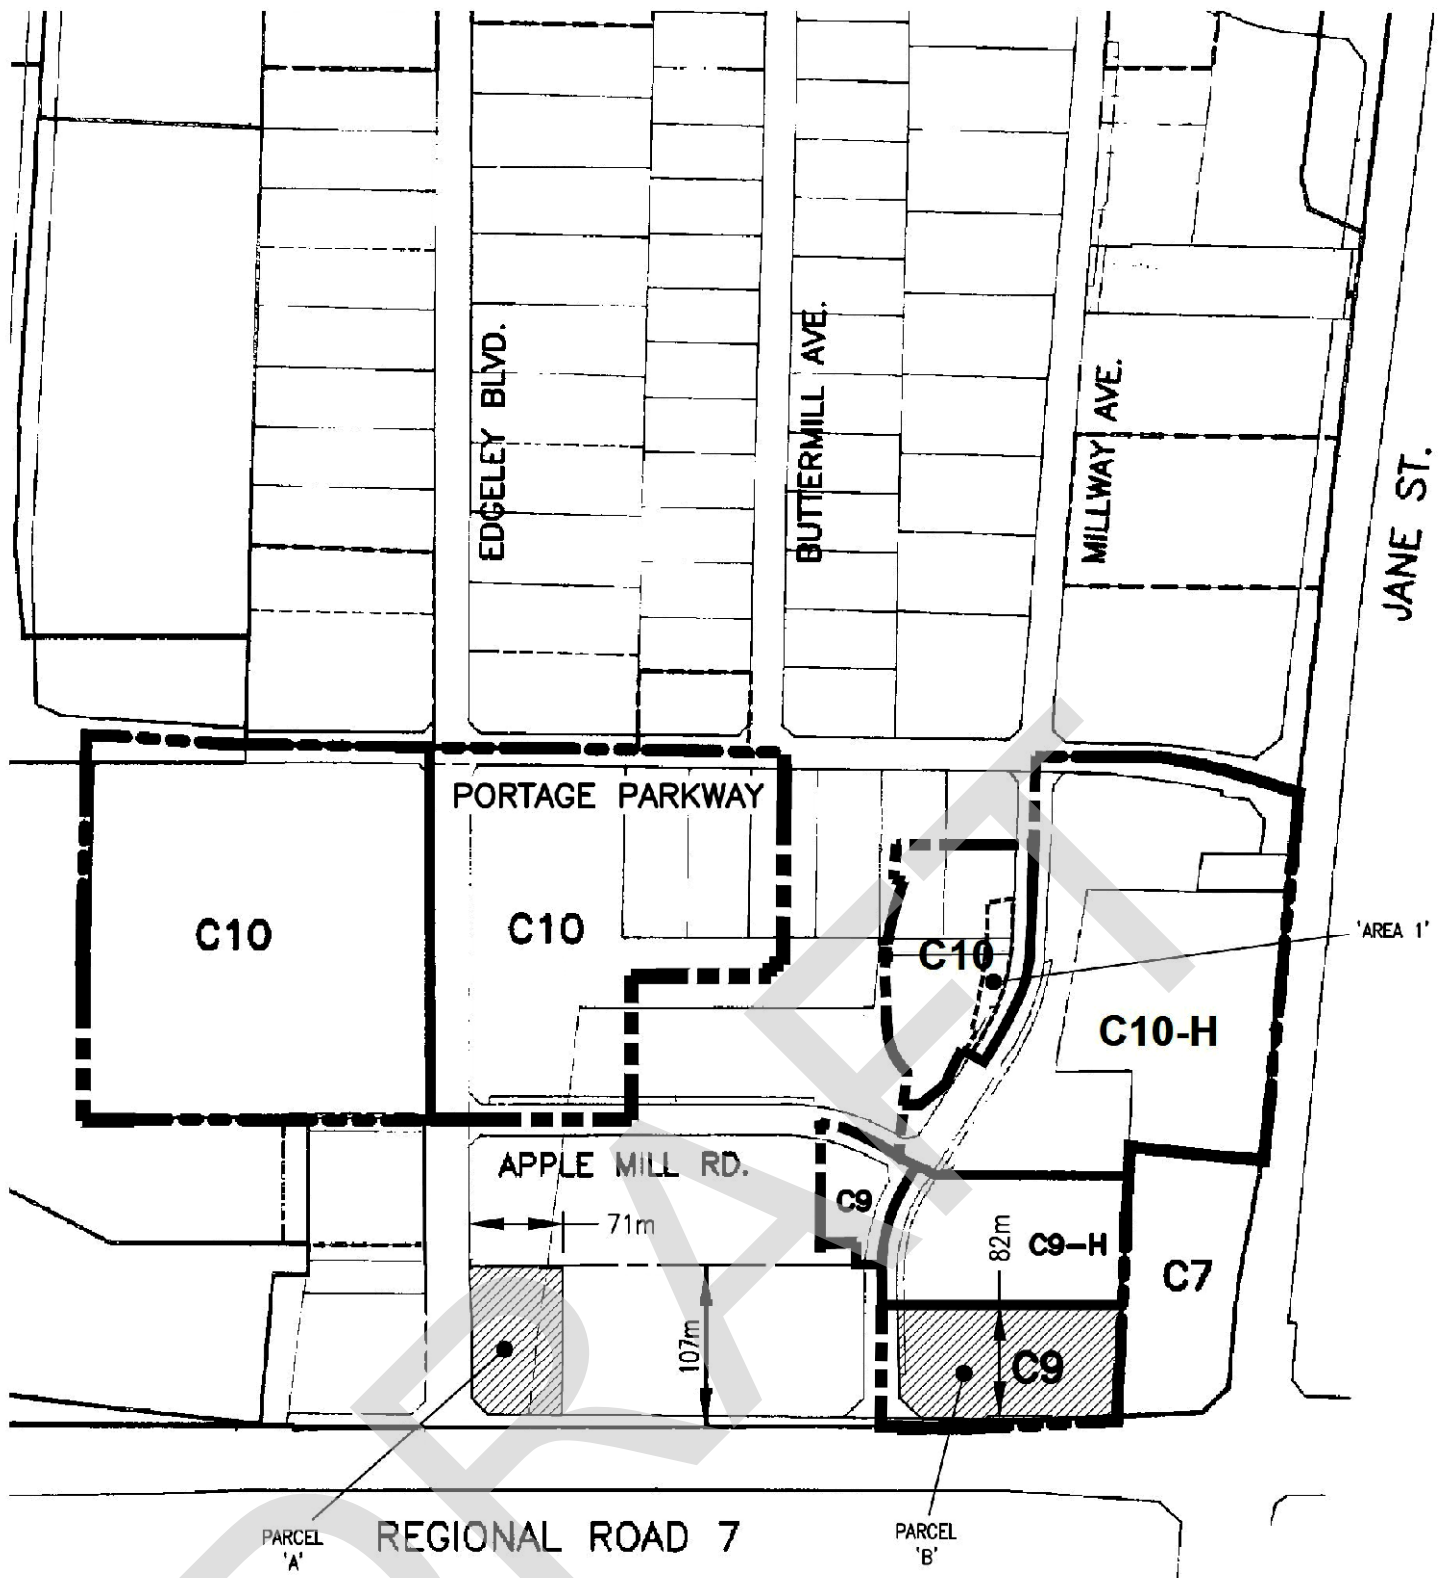 EDGELEY BLVD.
BUTTERMILL AVE.
MILLWAY AVE.
JANE ST.
PORTAGE PARKWAY
C10
C10
C10
'AREA 1'
C10-H
APPLE MILL RD.
C9
71m
82m
C9-H
C7
107m
C9
PARCEL
'A'
REGIONAL ROAD 7
PARCEL
'B'
DRAFT